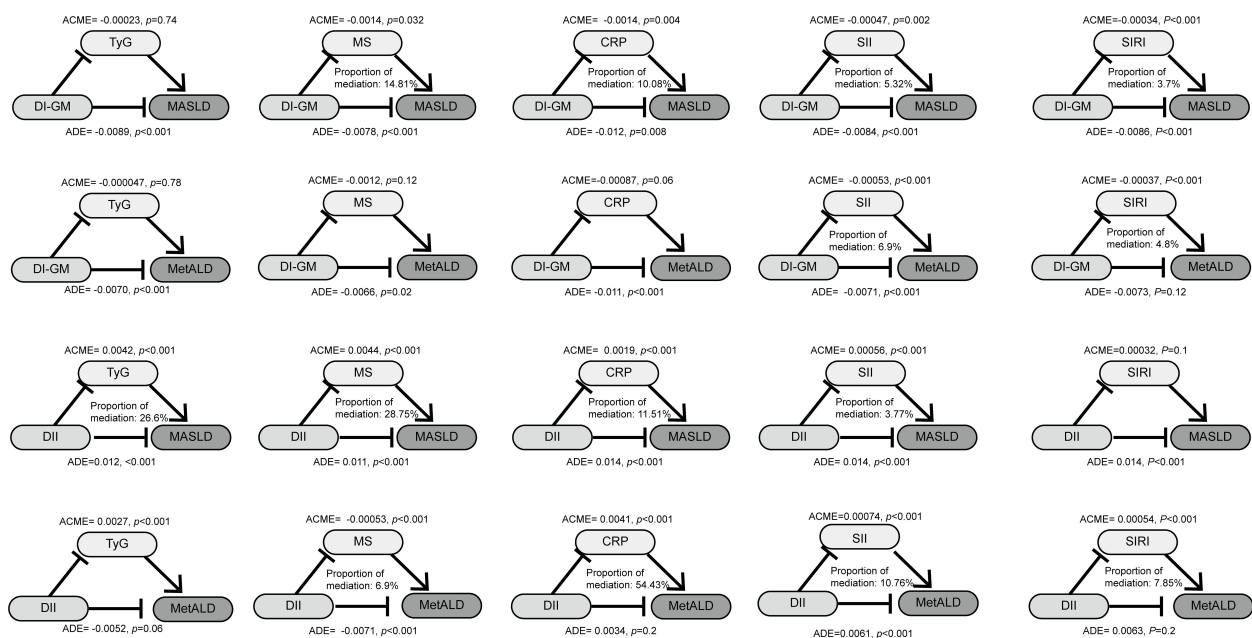 ACME= -0.00023, p=0.74
TyG
DI-GM
MASLD
ADE= -0.0089, p<0.001
ACME= -0.0014, p=0.032
MS
Proportion of
mediation: 14.81%
DI-GM
MASLD
ADE= -0.0078, p<0.001
ACME= -0.0014, p=0.004
CRP
Proportion of
mediation: 10.08%
DI-GM
MASLD
ADE= -0.012, p=0.008
ACME= -0.00047, p=0.002
SII
Proportion of
mediation: 5.32%
DI-GM
MASLD
ADE= -0.0084, p<0.001
ACME=-0.00034, P<0.001
SIRI
Proportion of
mediation: 3.7%
DI-GM
MASLD
ADE= -0.0086, P<0.001
ACME= -0.000047, p=0.78
TyG
DI-GM
MetALD
ADE= -0.0070, p<0.001
ACME= -0.0012, p=0.12
MS
DI-GM
MetALD
ADE= -0.0066, p=0.02
ACME=-0.00087, p=0.06
CRP
DI-GM
MetALD
ADE= -0.011, p<0.001
ACME= -0.00053, p<0.001
SII
Proportion of
mediation: 6.9%
DI-GM
MetALD
ADE= -0.0071, p<0.001
ACME= -0.00037, P<0.001
SIRI
Proportion of
mediation: 4.8%
DI-GM
MetALD
ADE= -0.0073, P=0.12
ACME= 0.0042, p<0.001
TyG
Proportion of
mediation: 26.6%
DII
MASLD
ADE=0.012, <0.001
ACME= 0.0044, p<0.001
MS
Proportion of
mediation: 28.75%
DII
MASLD
ADE= 0.011, p<0.001
ACME= 0.0019, p<0.001
CRP
Proportion of
mediation: 11.51%
DII
MASLD
ADE= 0.014, p<0.001
ACME= 0.00056, p<0.001
SII
Proportion of
mediation: 3.77%
DII
MASLD
ADE= 0.014, p<0.001
ACME=0.00032, P=0.1
SIRI
DII
MASLD
ADE= 0.014, P<0.001
ACME= 0.0027, p<0.001
TyG
DII
MetALD
ADE= -0.0052, p=0.06
ACME= -0.00053, p<0.001
MS
Proportion of
mediation: 6.9%
DII
MetALD
ADE= -0.0071, p<0.001
ACME= 0.0041, p<0.001
CRP
Proportion of
mediation: 54.43%
DII
MetALD
ADE= 0.0034, p=0.2
ACME=0.00074, p<0.001
SII
Proportion of
mediation: 10.76%
DII
MetALD
ADE=0.0061, p<0.001
ACME= 0.00054, P<0.001
SIRI
Proportion of
mediation: 7.85%
DII
MetALD
ADE= 0.0063, P=0.2